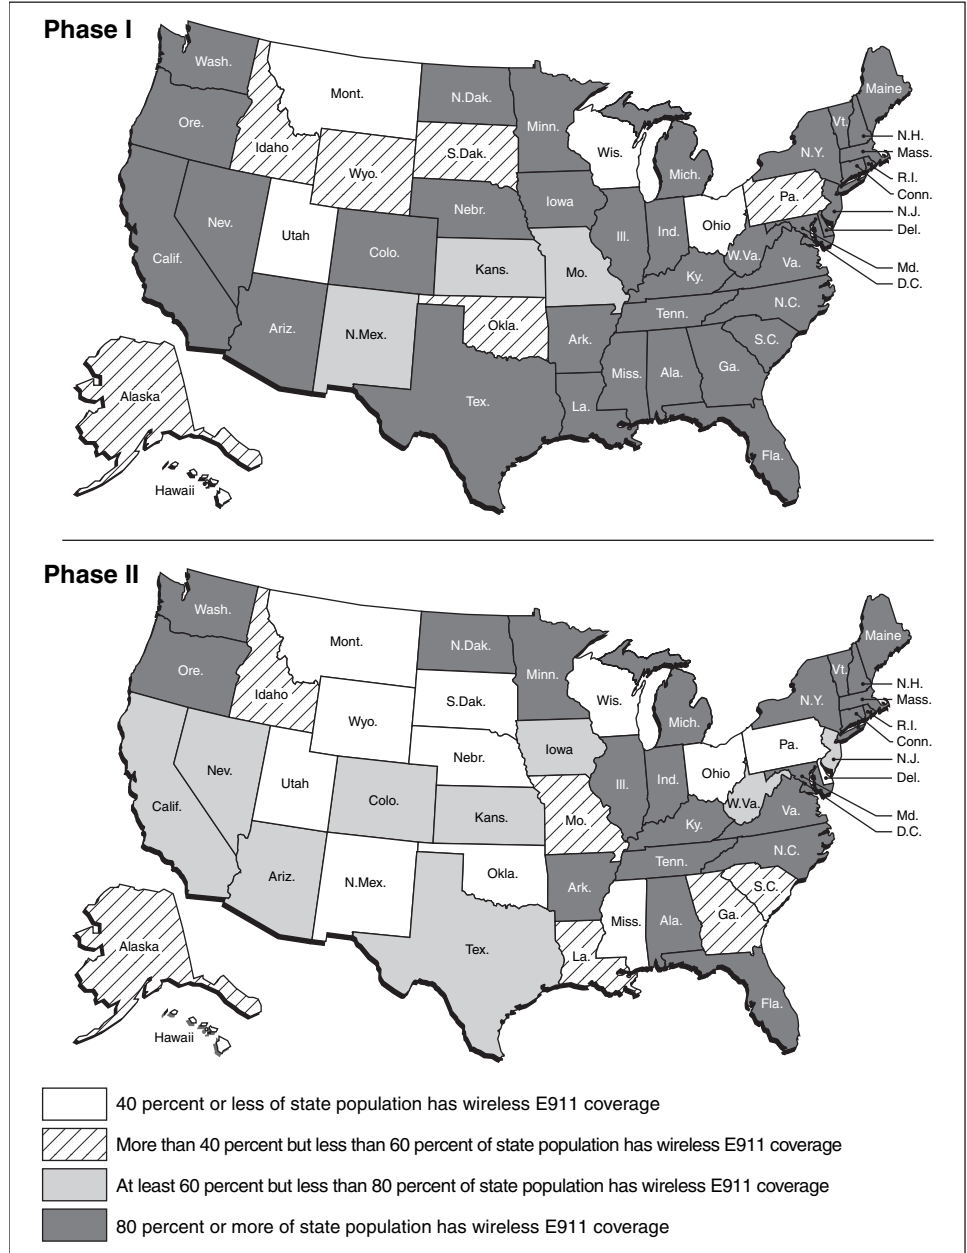 Phase I
Wash.
Mont.
N.Dak.
Minn.
Maine
Ore.
Idaho
Wyo.
S.Dak.
Wis.
Mich.
N.Y.
Vt.
N.H.
Mass.
R.I.
Conn.
N.J.
Del.
Md.
D.C.
Nev.
Utah
Colo.
Nebr.
Iowa
Ill.
Ind.
Ohio
Pa.
W.Va.
Va.
Calif.
Kans.
Mo.
Ky.
Ariz.
N.Mex.
Okla.
Ark.
Tenn.
N.C.
S.C.
Tex.
La.
Miss.
Ala.
Ga.
Fla.
Alaska
Hawaii
Phase II
Wash.
Mont.
N.Dak.
Minn.
Maine
Ore.
Idaho
Wyo.
S.Dak.
Wis.
Mich.
N.Y.
Vt.
N.H.
Mass.
R.I.
Conn.
N.J.
Del.
Md.
D.C.
Nev.
Utah
Colo.
Nebr.
Iowa
Ill.
Ind.
Ohio
Pa.
W.Va.
Va.
Calif.
Kans.
Mo.
Ky.
Ariz.
N.Mex.
Okla.
Ark.
Tenn.
N.C.
S.C.
Tex.
La.
Miss.
Ala.
Ga.
Fla.
Alaska
Hawaii
40 percent or less of state population has wireless E911 coverage
More than 40 percent but less than 60 percent of state population has wireless E911 coverage
At least 60 percent but less than 80 percent of state population has wireless E911 coverage
80 percent or more of state population has wireless E911 coverage